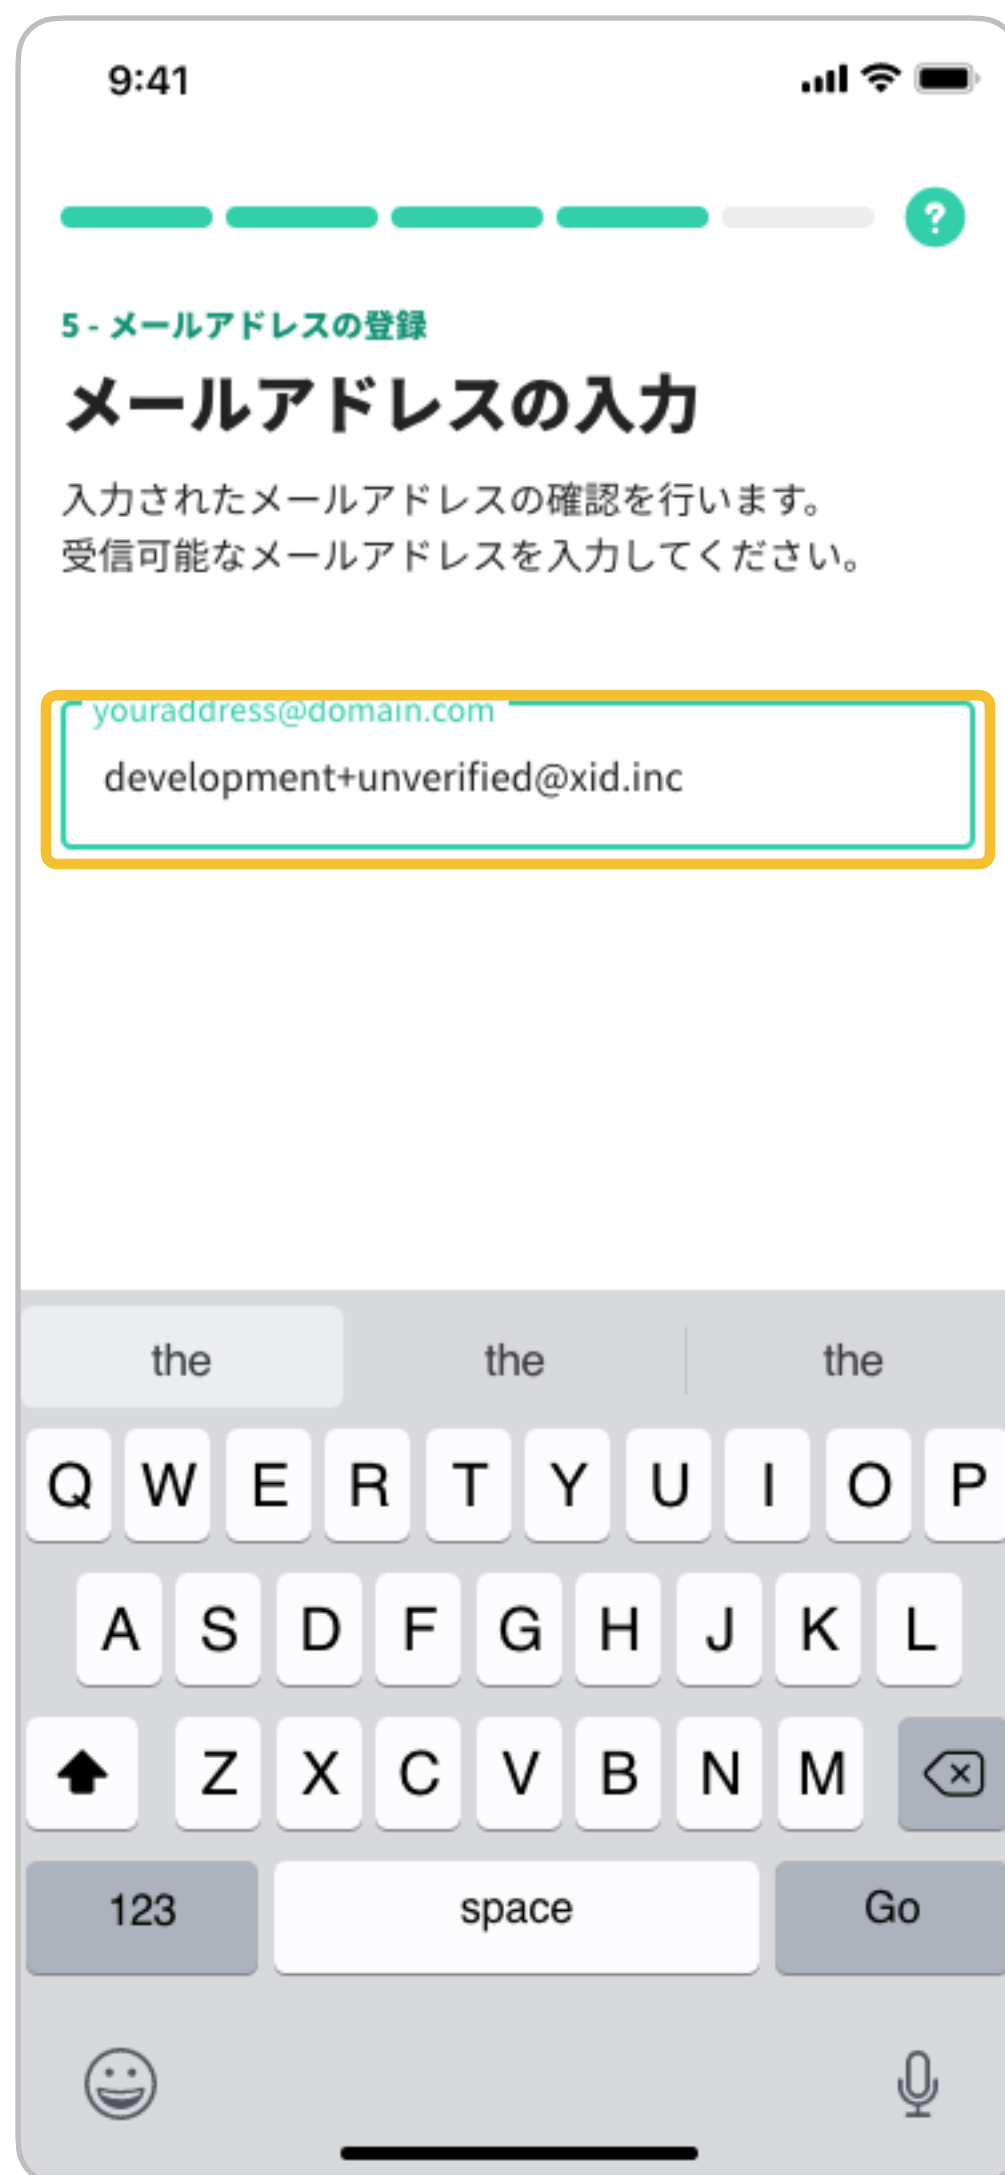 9:41
?
5 - メールアドレスの登録
メールアドレスの入力
入力されたメールアドレスの確認を行います。
受信可能なメールアドレスを入力してください。
youraddress@domain.com
development+unverified@xid.inc
the the the
Q W E R T Y U I O P
A S D F G H J K L
Z X C V B N M
123 space Go